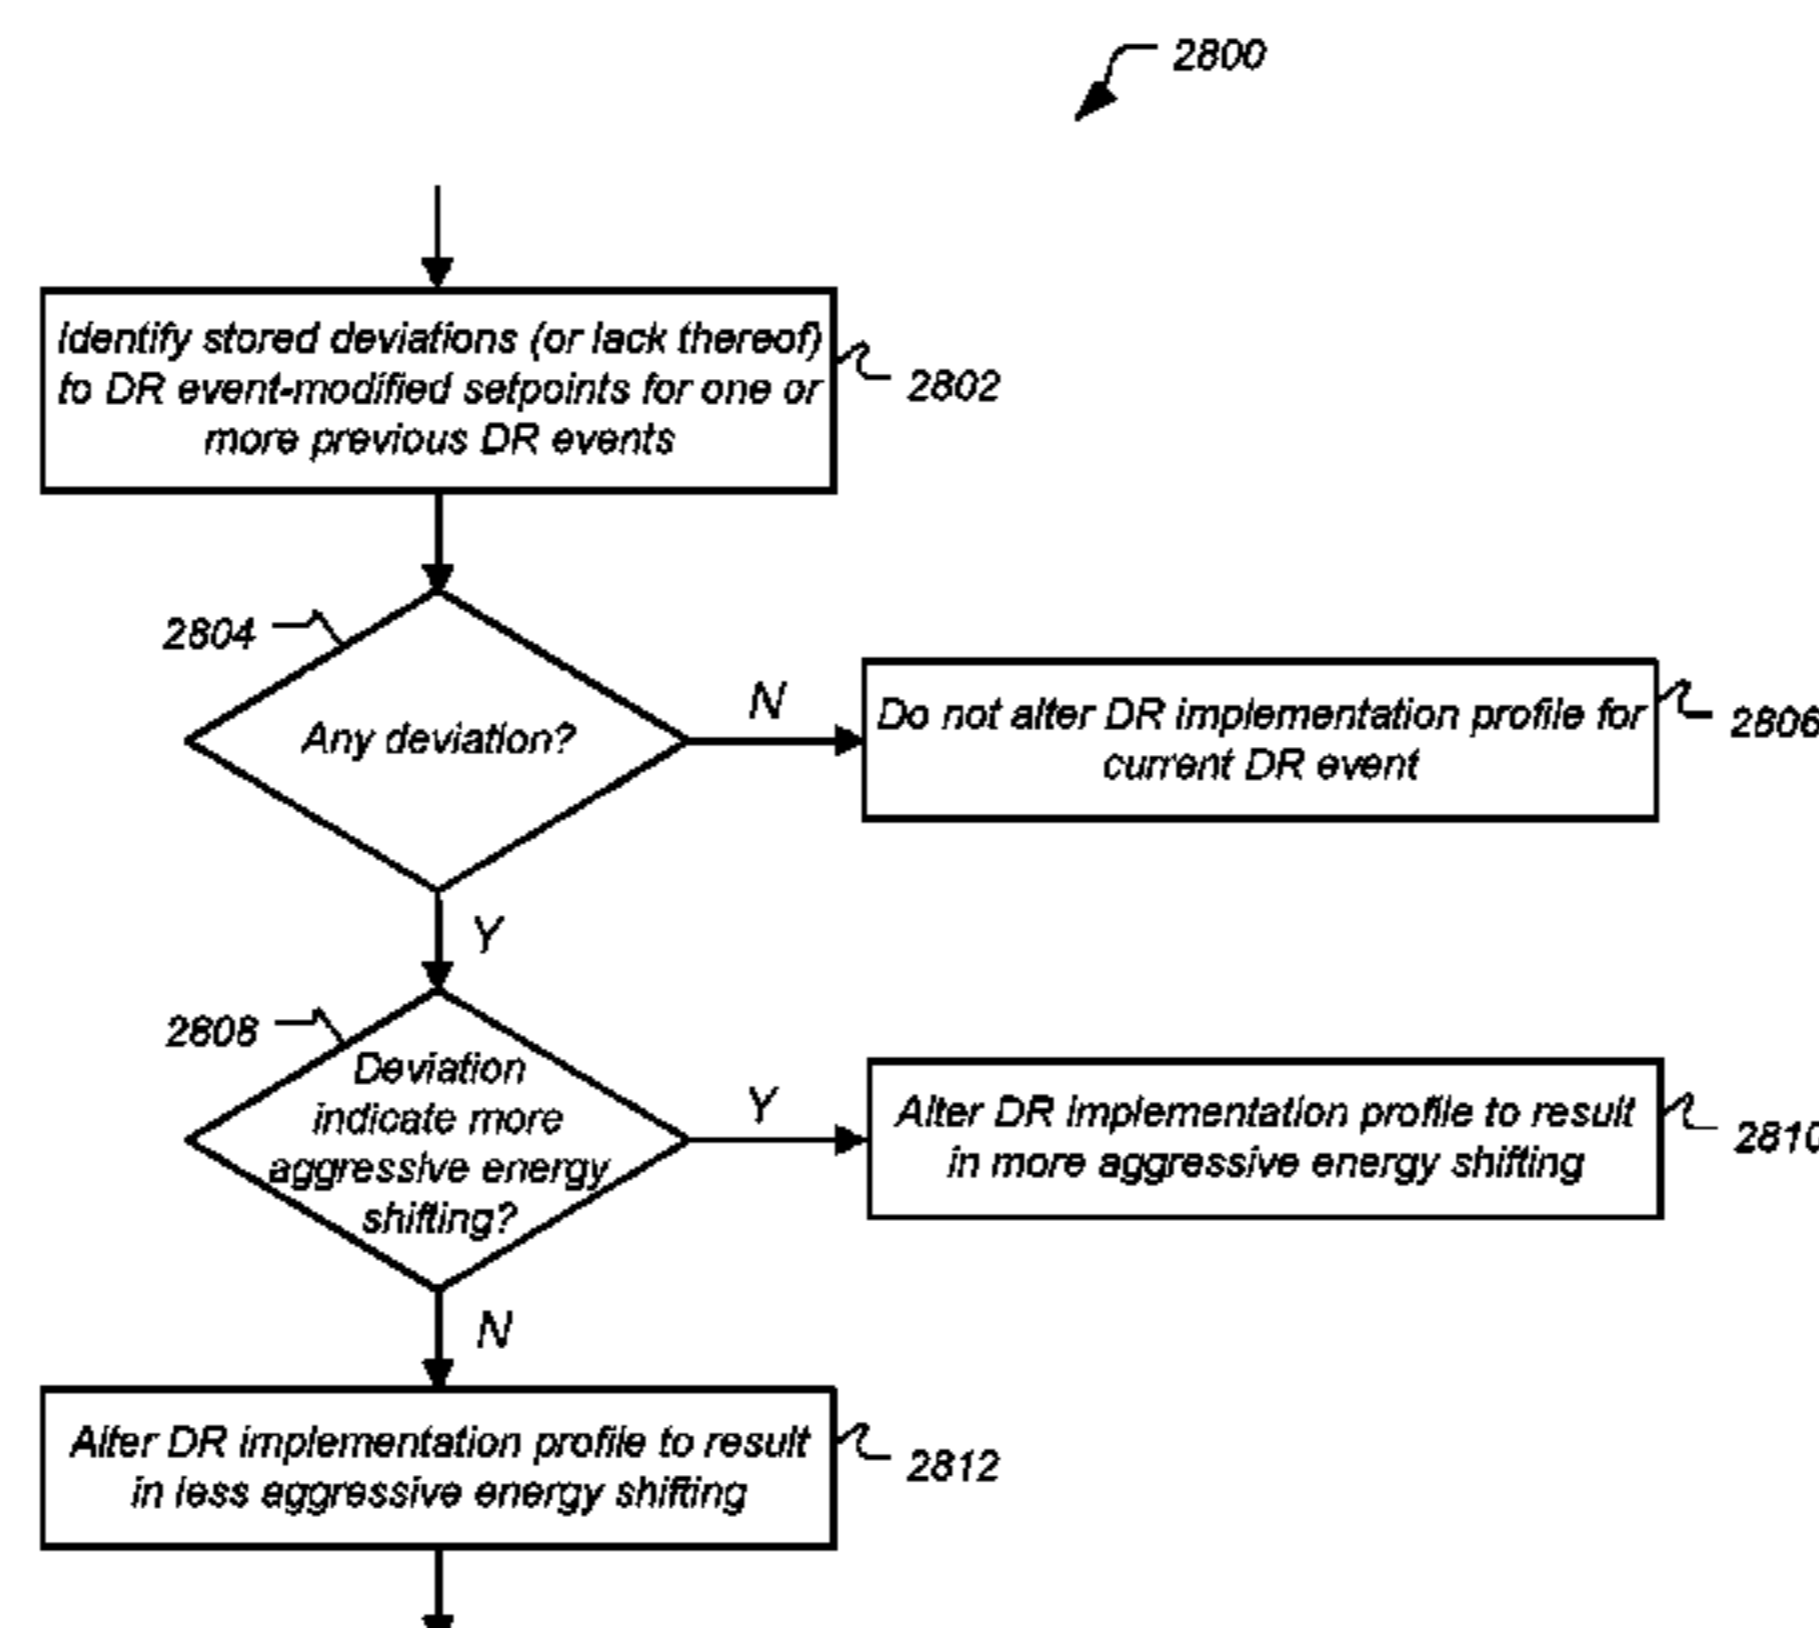 2800
Identify stored deviations (or lack thereof)
to DR event-modified setpoints for one or
more previous DR events
2802
2804
Any deviation?
N
Do not alter DR implementation profile for
current DR event
2806
Y
2808
Deviation
indicate more
aggressive energy
shifting?
Y
Alter DR implementation profile to result
in more aggressive energy shifting
2810
N
Alter DR implementation profile to result
in less aggressive energy shifting
2812